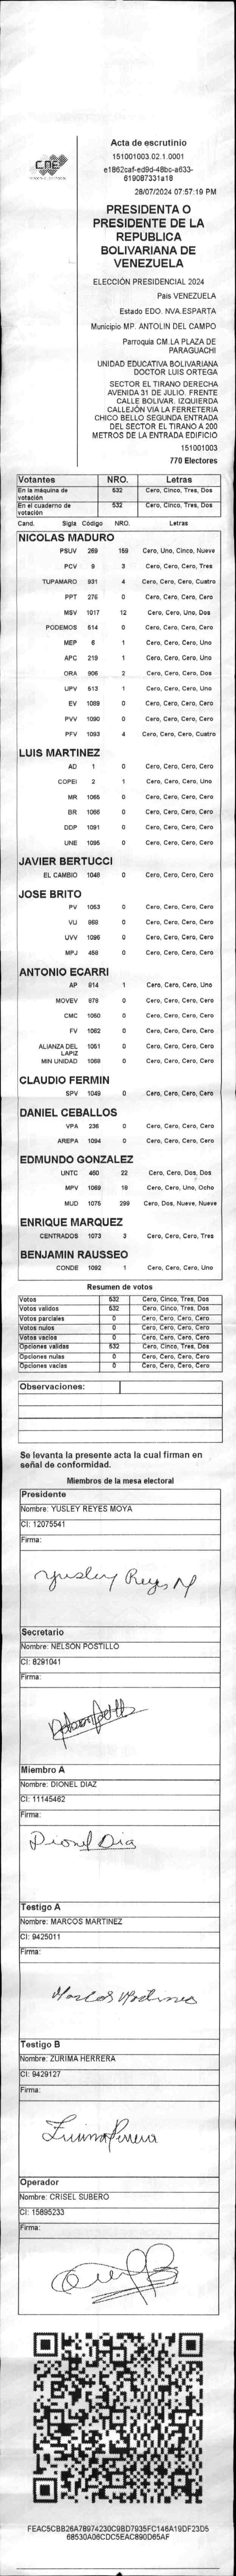 CNE
Acta de escrutinio
151001003.02.1.0001
e1862caf-ed9d-48bc-a633-
619087331a18
28/07/2024 07:57:19 PM
PRESIDENTA O
PRESIDENTE DE LA
REPUBLICA
BOLIVARIANA DE
VENEZUELA
ELECCIÓN PRESIDENCIAL 2024
País VENEZUELA
Estado EDO. NVA.ESPARTA
Municipio MP. ANTOLIN DEL CAMPO
Parroquia CM.LA PLAZA DE
PARAGUACHI
UNIDAD EDUCATIVA BOLIVARIANA
DOCTOR LUIS ORTEGA
SECTOR EL TIRANO DERECHA
AVENIDA 31 DE JULIO. FRENTE
CALLE BOLIVAR. IZQUIERDA
CALLEJÓN VIA LA FERRETERIA
CHICO BELLO SEGUNDA ENTRADA
DEL SECTOR EL TIRANO A 200
METROS DE LA ENTRADA EDIFICIO
151001003
770 Electores
Votantes NRO. Letras
En la máquina de votación 532 Cero, Cinco, Tres, Dos
En el cuaderno de votación 532 Cero, Cinco, Tres, Dos
Cand. Sigla Código NRO. Letras
NICOLAS MADURO
PSUV 269 159 Cero, Uno, Cinco, Nueve
PCV 9 3 Cero, Cero, Cero, Tres
TUPAMARO 931 4 Cero, Cero, Cero, Cuatro
PPT 276 0 Cero, Cero, Cero, Cero
MSV 1017 12 Cero, Cero, Uno, Dos
PODEMOS 514 0 Cero, Cero, Cero, Cero
MEP 6 1 Cero, Cero, Cero, Uno
APC 219 1 Cero, Cero, Cero, Uno
ORA 906 2 Cero, Cero, Cero, Dos
UPV 513 1 Cero, Cero, Cero, Uno
EV 1089 0 Cero, Cero, Cero, Cero
PVV 1090 0 Cero, Cero, Cero, Cero
PFV 1093 4 Cero, Cero, Cero, Cuatro
LUIS MARTINEZ
AD 1 0 Cero, Cero, Cero, Cero
COPEI 2 1 Cero, Cero, Cero, Uno
MR 1065 0 Cero, Cero, Cero, Cero
BR 1066 0 Cero, Cero, Cero, Cero
DDP 1091 0 Cero, Cero, Cero, Cero
UNE 1095 0 Cero, Cero, Cero, Cero
JAVIER BERTUCCI
EL CAMBIO 1048 0 Cero, Cero, Cero, Cero
JOSE BRITO
PV 1053 0 Cero, Cero, Cero, Cero
VU 968 0 Cero, Cero, Cero, Cero
UVV 1096 0 Cero, Cero, Cero, Cero
MPJ 458 0 Cero, Cero, Cero, Cero
ANTONIO ECARRI
AP 814 1 Cero, Cero, Cero, Uno
MOVEV 978 0 Cero, Cero, Cero, Cero
CMC 1050 0 Cero, Cero, Cero, Cero
FV 1062 0 Cero, Cero, Cero, Cero
ALIANZA DEL LAPIZ 1051 0 Cero, Cero, Cero, Cero
MIN UNIDAD 1068 0 Cero, Cero, Cero, Cero
CLAUDIO FERMIN
SPV 1049 0 Cero, Cero, Cero, Cero
DANIEL CEBALLOS
VPA 236 0 Cero, Cero, Cero, Cero
AREPA 1094 0 Cero, Cero, Cero, Cero
EDMUNDO GONZALEZ
UNTC 460 22 Cero, Cero, Dos, Dos
MPV 1069 18 Cero, Cero, Uno, Ocho
MUD 1075 299 Cero, Dos, Nueve, Nueve
ENRIQUE MARQUEZ
CENTRADOS 1073 3 Cero, Cero, Cero, Tres
BENJAMIN RAUSSEO
CONDE 1092 1 Cero, Cero, Cero, Uno
Resumen de votos
Votos 532 Cero, Cinco, Tres, Dos
Votos validos 532 Cero, Cinco, Tres, Dos
Votos parciales 0 Cero, Cero, Cero, Cero
Votos nulos 0 Cero, Cero, Cero, Cero
Votos vacios 0 Cero, Cero, Cero, Cero
Opciones validas 532 Cero, Cinco, Tres, Dos
Opciones nulas 0 Cero, Cero, Cero, Cero
Opciones vacias 0 Cero, Cero, Cero, Cero
Observaciones:
Se levanta la presente acta la cual firman en
señal de conformidad.
Miembros de la mesa electoral
Presidente
Nombre: YUSLEY REYES MOYA
CI: 12075541
Firma:
Yusley Reyes M
Secretario
Nombre: NELSON POSTILLO
CI: 8291041
Firma:
Miembro A
Nombre: DIONEL DIAZ
CI: 11145462
Firma:
Dionel Dia
Testigo A
Nombre: MARCOS MARTINEZ
CI: 9425011
Firma:
Testigo B
Nombre: ZURIMA HERRERA
CI: 9429127
Firma:
Operador
Nombre: CRISEL SUBERO
CI: 15895233
Firma:
FEAC5CBB26A78974230C9BD7935FC146A19DF23D5
68530A06CDC5EAC890D65AF